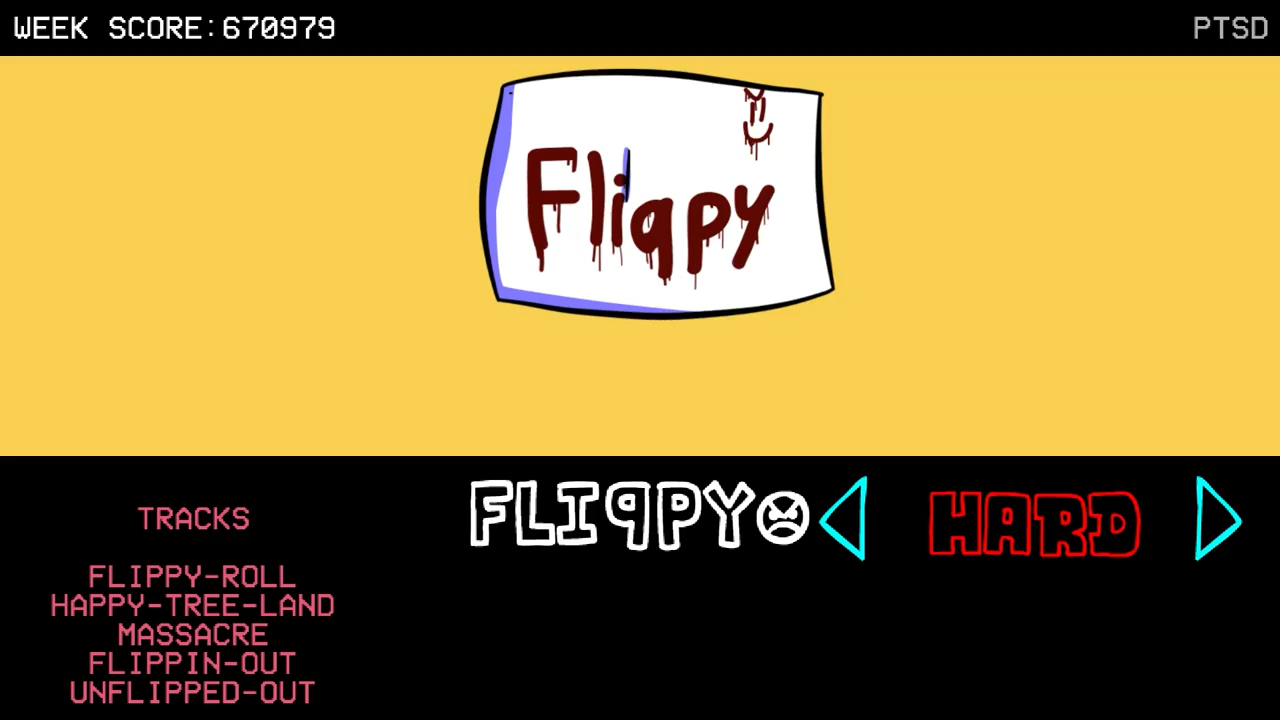 WEEK SCORE:670979
PTSD
Fliqpy
TRACKS
FLIPPY-ROLL
HAPPY-TREE-LAND
MASSACRE
FLIPPIN-OUT
UNFLIPPED-OUT
FLIqPY
HARD